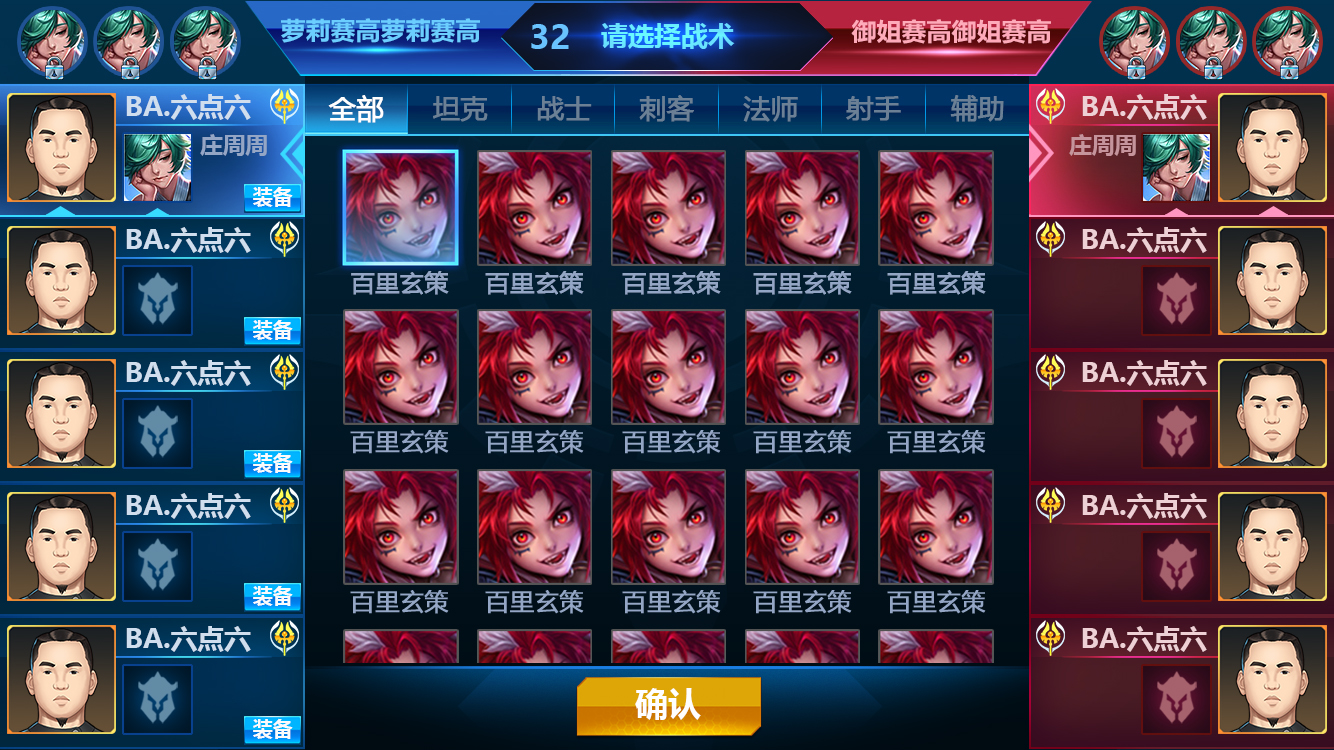 萝莉赛高萝莉赛高
32 请选择战术
御姐赛高御姐赛高
全部 坦克 战士 刺客 法师 射手 辅助
BA.六点六
庄周周
装备
BA.六点六
装备
BA.六点六
装备
BA.六点六
装备
BA.六点六
装备
百里玄策 百里玄策 百里玄策 百里玄策 百里玄策
百里玄策 百里玄策 百里玄策 百里玄策 百里玄策
百里玄策 百里玄策 百里玄策 百里玄策 百里玄策
确认
BA.六点六
庄周周
BA.六点六
BA.六点六
BA.六点六
BA.六点六